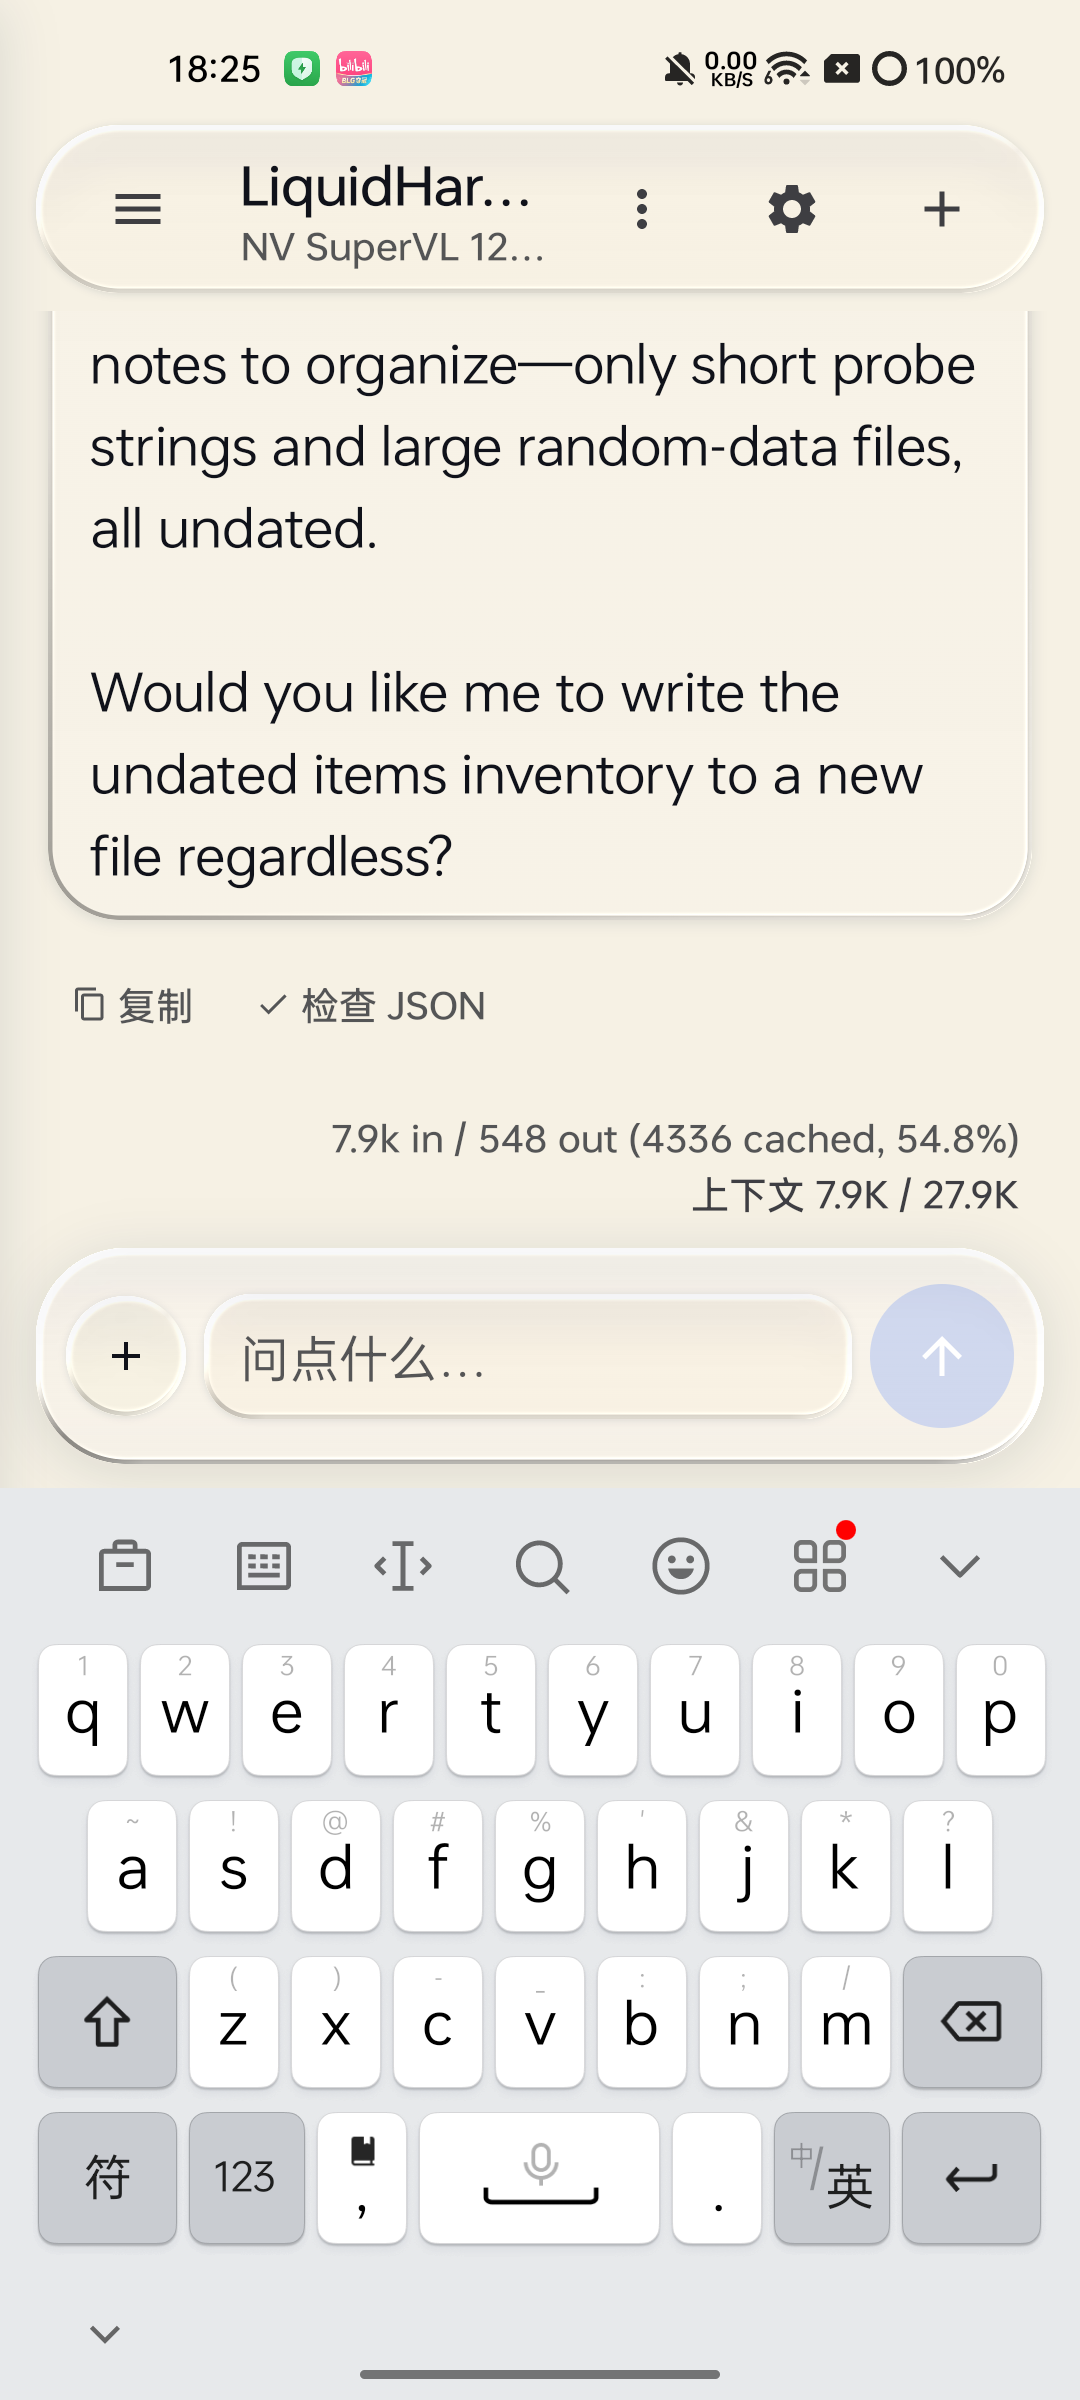 18:25
0.00
KB/S
100%
LiquidHar...
NV SuperVL 12...
notes to organize—only short probe
strings and large random-data files,
all undated.
Would you like me to write the
undated items inventory to a new
file regardless?
复制
检查 JSON
7.9k in / 548 out (4336 cached, 54.8%)
上下文 7.9K / 27.9K
问点什么...
1 2 3 4 5 6 7 8 9 0
q w e r t y u i o p
~ ! @ # % ' & * ?
a s d f g h j k l
( ) - _ : ; /
z x c v b n m
符 123 , . 中/英